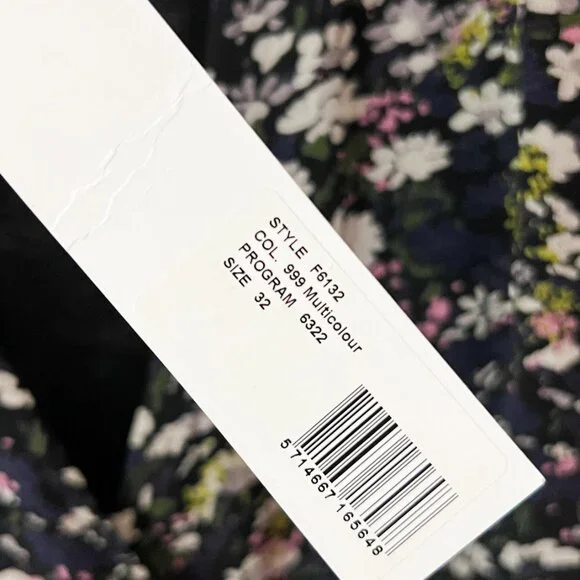 STYLE F6132
COL. 999 Multicolour
PROGRAM 6322
SIZE 32
5 714667 165648